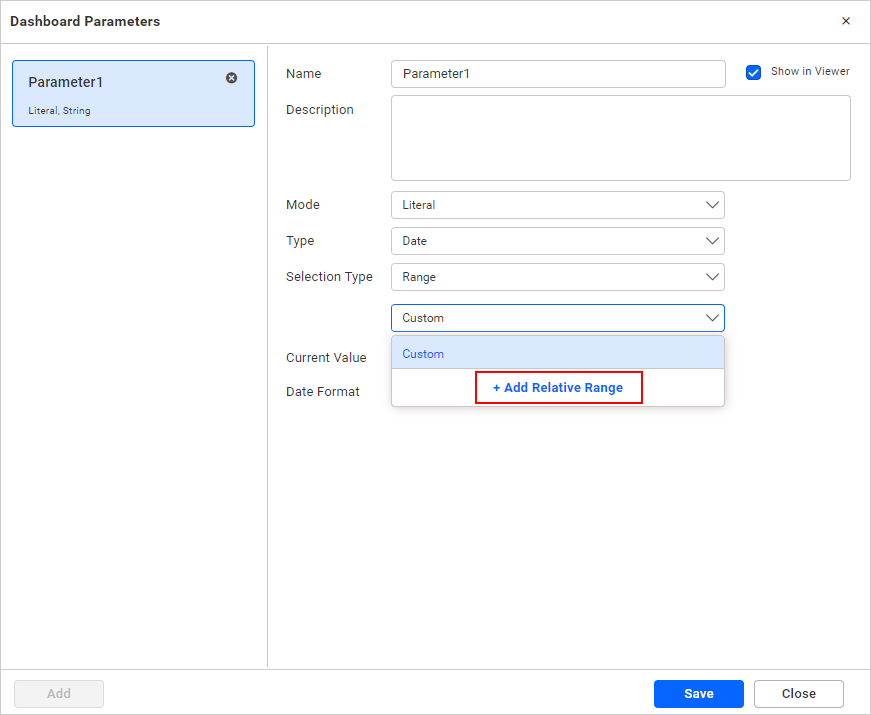 Dashboard Parameters
Parameter1
Literal, String
Name
Parameter1
Show in Viewer
Description
Mode
Literal
Type
Date
Selection Type
Range
Custom
Custom
Current Value
+ Add Relative Range
Date Format
Add
Save
Close